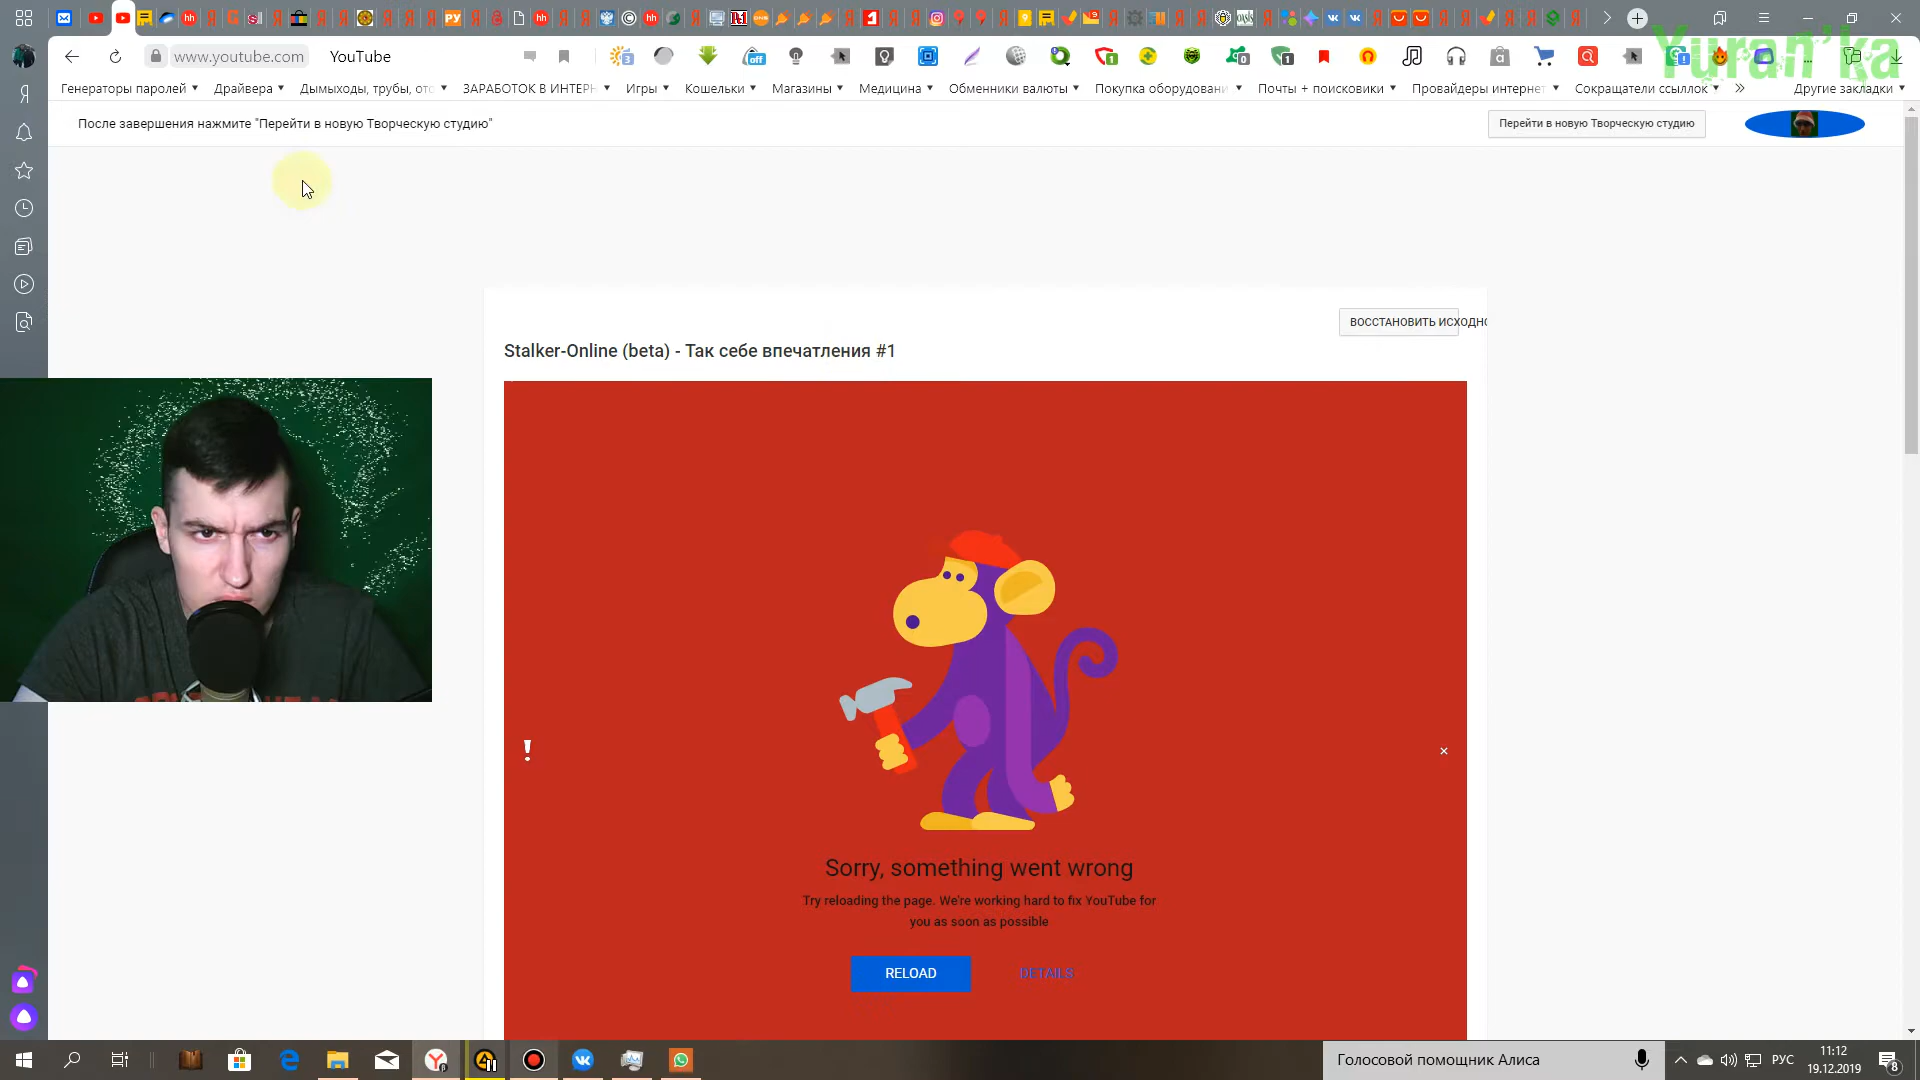 www.youtube.com
YouTube
Yuran'ka
Генераторы паролей
Драйвера
Дымыходы, трубы, отс
ЗАРАБОТОК В ИНТЕРН
Игры
Кошельки
Магазины
Медицина
Обменники валюты
Покупка оборудовани
Почты + поисковики
Провайдеры интернет
Сокращатели ссылок
Другие закладки
После завершения нажмите "Перейти в новую Творческую студию"
Перейти в новую Творческую студию
ВОССТАНОВИТЬ ИСХОДНО
Stalker-Online (beta) - Так себе впечатления #1
Sorry, something went wrong
Try reloading the page. We're working hard to fix YouTube for
you as soon as possible
RELOAD
DETAILS
Голосовой помощник Алиса
РУС
11:12
19.12.2019
8